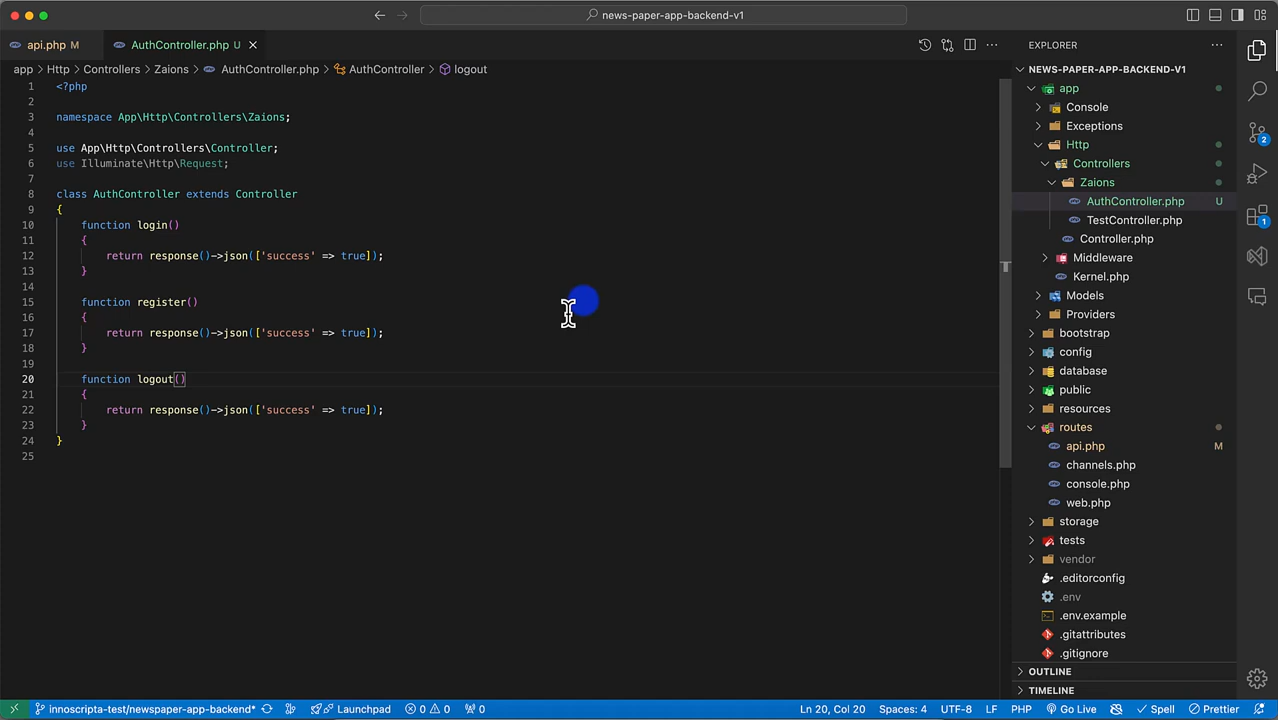 news-paper-app-backend-v1
api.php M
AuthController.php U
app > Http > Controllers > Zaions > AuthController.php > AuthController > logout
1 <?php
2
3 namespace App\Http\Controllers\Zaions;
4
5 use App\Http\Controllers\Controller;
6 use Illuminate\Http\Request;
7
8 class AuthController extends Controller
9 {
10 function login()
11 {
12 return response()->json(['success' => true]);
13 }
14
15 function register()
16 {
17 return response()->json(['success' => true]);
18 }
19
20 function logout()
21 {
22 return response()->json(['success' => true]);
23 }
24 }
25
EXPLORER
NEWS-PAPER-APP-BACKEND-V1
app
Console
Exceptions
Http
Controllers
Zaions
AuthController.php U
TestController.php
Controller.php
Middleware
Kernel.php
Models
Providers
bootstrap
config
database
public
resources
routes
api.php M
channels.php
console.php
web.php
storage
tests
vendor
.editorconfig
.env
.env.example
.gitattributes
.gitignore
OUTLINE
TIMELINE
2
1
innoscripta-test/newspaper-app-backend* Launchpad 0 0 0 Ln 20, Col 20 Spaces: 4 UTF-8 LF PHP Go Live Spell Prettier